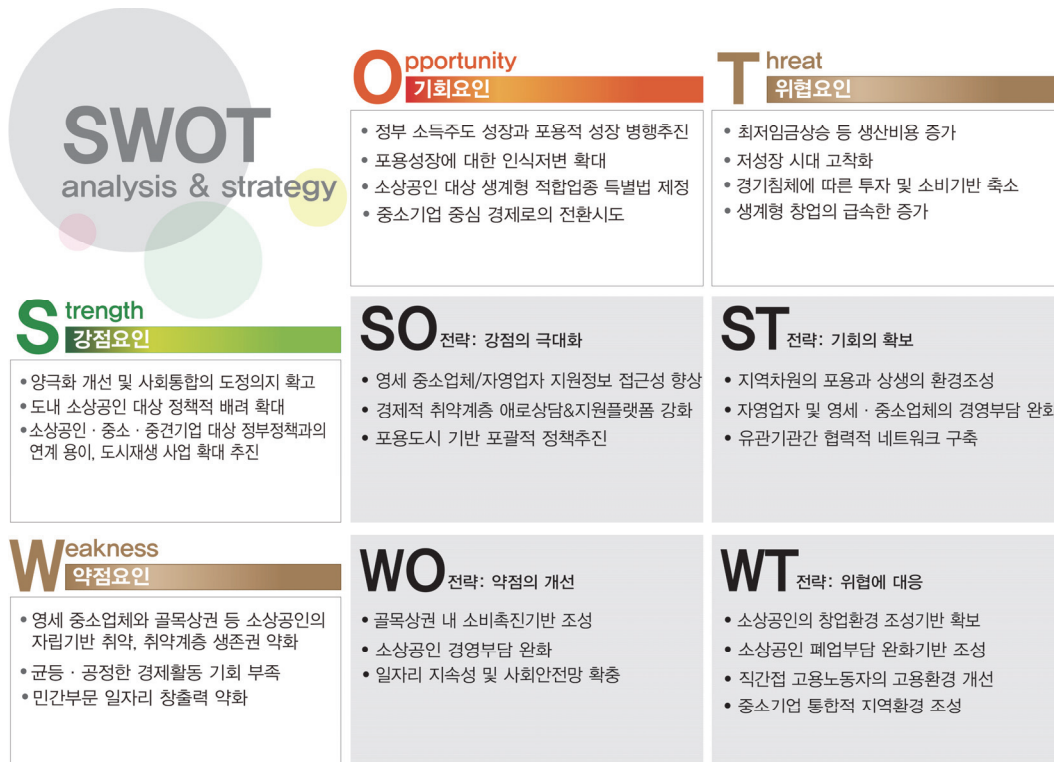 SWOT
analysis & strategy
Opportunity
기회요인
• 정부 소득주도 성장과 포용적 성장 병행추진
• 포용성장에 대한 인식저변 확대
• 소상공인 대상 생계형 적합업종 특별법 제정
• 중소기업 중심 경제로의 전환시도
Threat
위협요인
• 최저임금상승 등 생산비용 증가
• 저성장 시대 고착화
• 경기침체에 따른 투자 및 소비기반 축소
• 생계형 창업의 급속한 증가
Strength
강점요인
• 양극화 개선 및 사회통합의 도정의지 확고
• 도내 소상공인 대상 정책적 배려 확대
• 소상공인 · 중소 · 중견기업 대상 정부정책과의
연계 용이, 도시재생 사업 확대 추진
SO 전략: 강점의 극대화
• 영세 중소업체/자영업자 지원정보 접근성 향상
• 경제적 취약계층 애로상담&지원플랫폼 강화
• 포용도시 기반 포괄적 정책추진
ST 전략: 기회의 확보
• 지역차원의 포용과 상생의 환경조성
• 자영업자 및 영세 · 중소업체의 경영부담 완화
• 유관기관간 협력적 네트워크 구축
Weakness
약점요인
• 영세 중소업체와 골목상권 등 소상공인의
자립기반 취약, 취약계층 생존권 약화
• 균등 · 공정한 경제활동 기회 부족
• 민간부문 일자리 창출력 약화
WO 전략: 약점의 개선
• 골목상권 내 소비촉진기반 조성
• 소상공인 경영부담 완화
• 일자리 지속성 및 사회안전망 확충
WT 전략: 위협에 대응
• 소상공인의 창업환경 조성기반 확보
• 소상공인 폐업부담 완화기반 조성
• 직간접 고용노동자의 고용환경 개선
• 중소기업 통합적 지역환경 조성